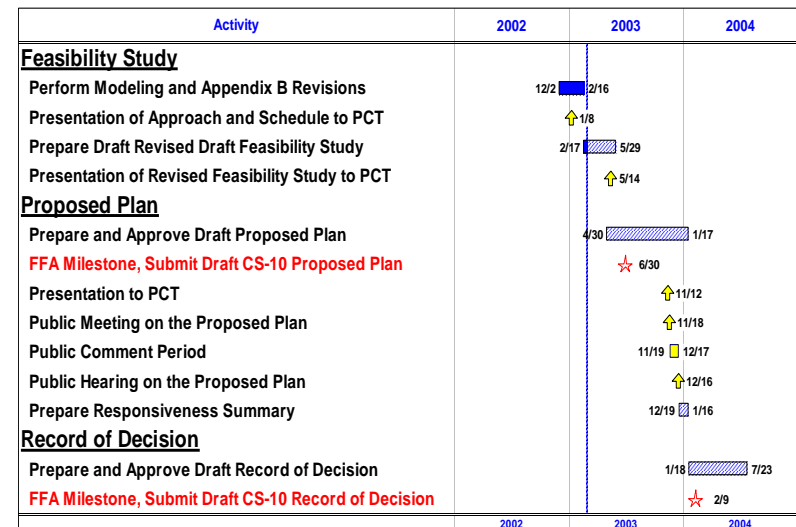 Activity 2002 2003 2004
Feasibility Study
Perform Modeling and Appendix B Revisions 12/2 2/16
Presentation of Approach and Schedule to PCT 1/8
Prepare Draft Revised Draft Feasibility Study 2/17 5/29
Presentation of Revised Feasibility Study to PCT 5/14
Proposed Plan
Prepare and Approve Draft Proposed Plan 4/30 1/17
FFA Milestone, Submit Draft CS-10 Proposed Plan 6/30
Presentation to PCT 11/12
Public Meeting on the Proposed Plan 11/18
Public Comment Period 11/19 12/17
Public Hearing on the Proposed Plan 12/16
Prepare Responsiveness Summary 12/19 1/16
Record of Decision
Prepare and Approve Draft Record of Decision 1/18 7/23
FFA Milestone, Submit Draft CS-10 Record of Decision 2/9
2002 2003 2004